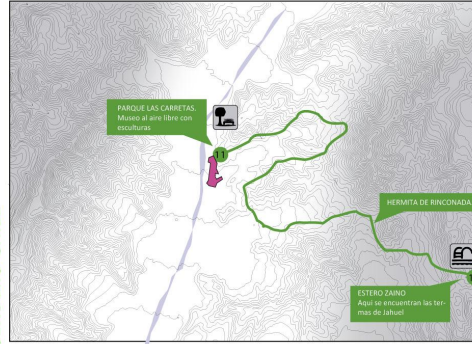 PARQUE LAS CARRETAS.
Museo al aire libre con
esculturas
11
HERMITA DE RINCONADA.
ESTERO ZAINO
Aqui se encuentran las ter-
mas de Jahuel